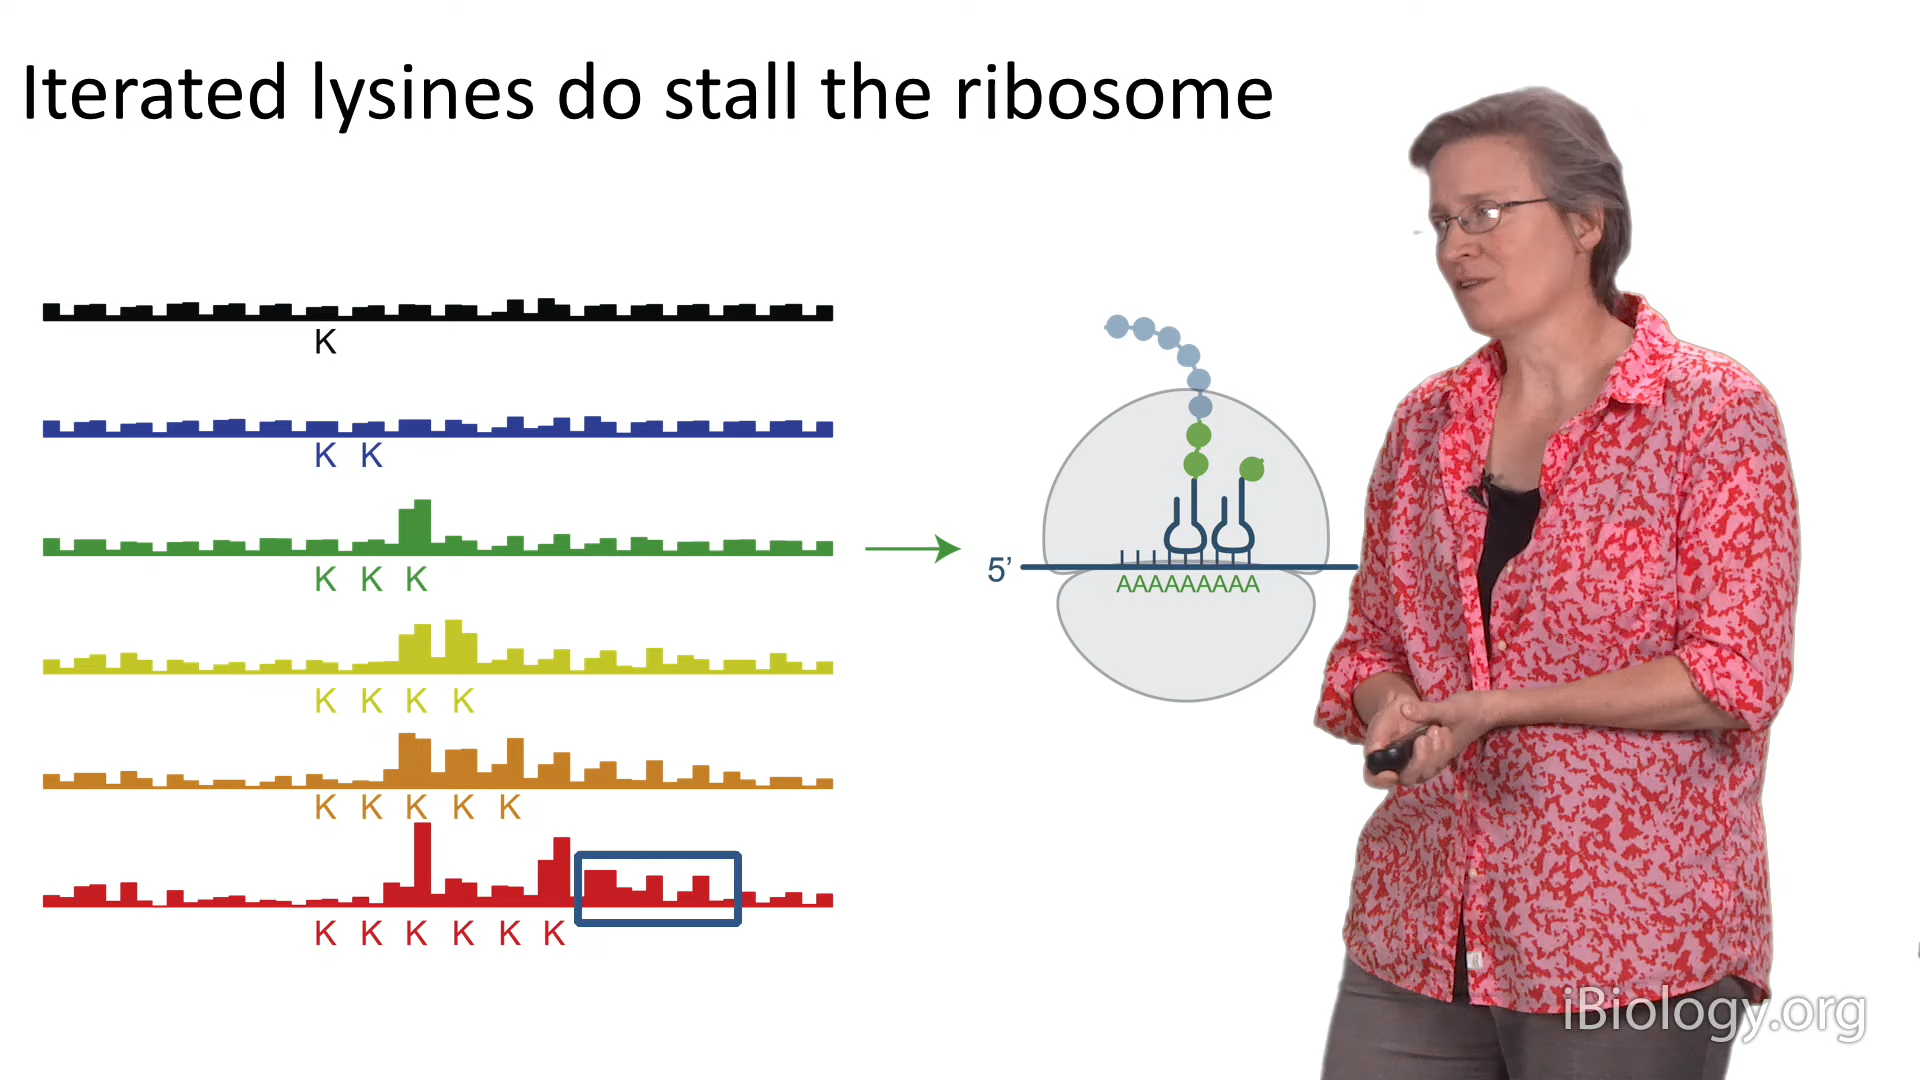 Iterated lysines do stall the ribosome
K
K K
K K K
5’
AAAAAAAAA
K K K K
K K K K K
K K K K K K
iBiology.org